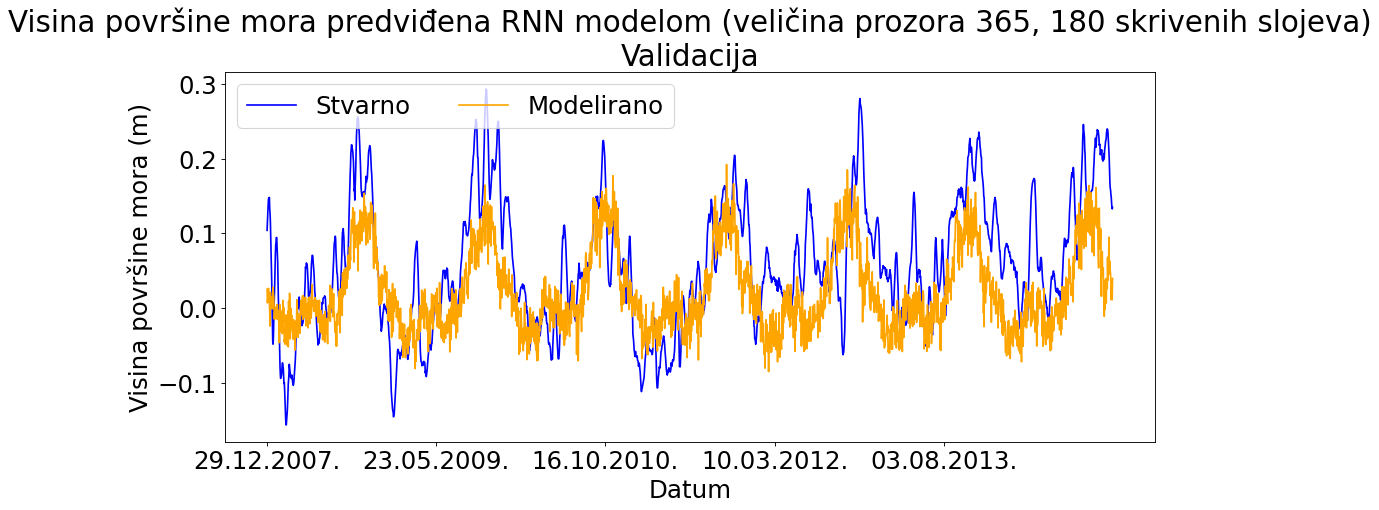 Visina površine mora predviđena RNN modelom (veličina prozora 365, 180 skrivenih slojeva)
Validacija
Stvarno
Modelirano
Visina površine mora (m)
0.3
0.2
0.1
0.0
−0.1
29.12.2007.
23.05.2009.
16.10.2010.
10.03.2012.
03.08.2013.
Datum